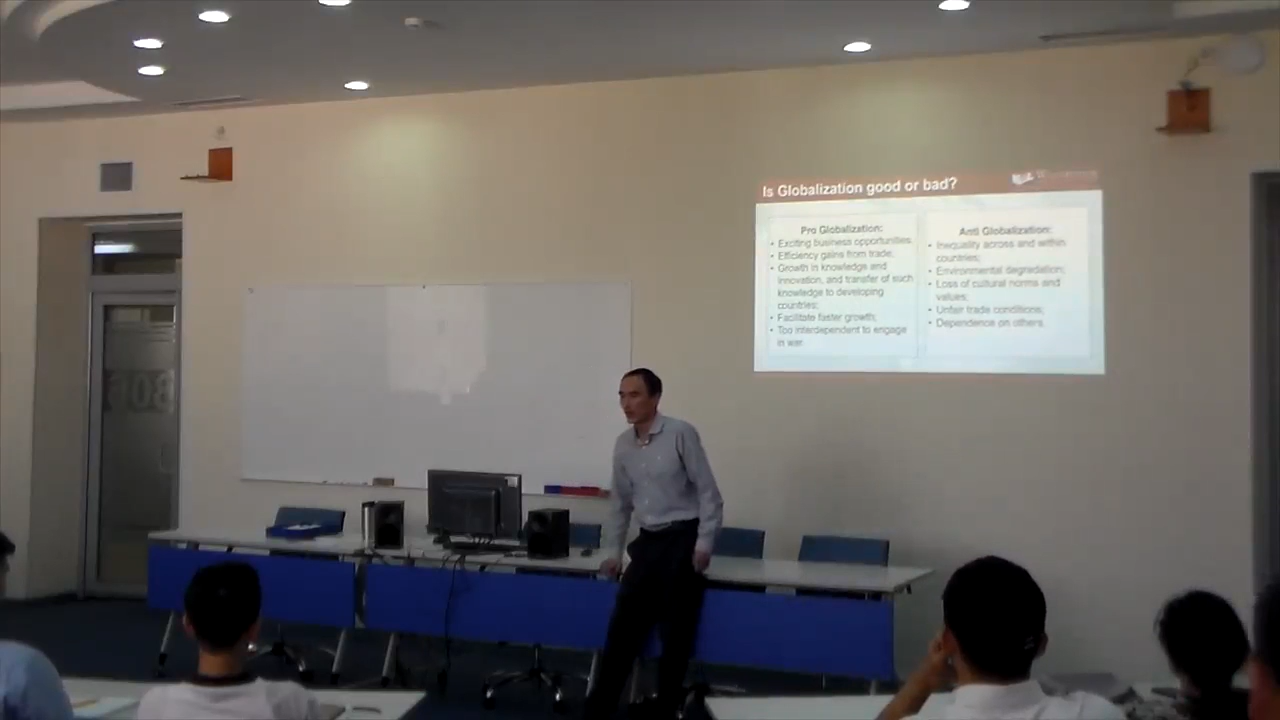 Is Globalization good or bad?
Pro Globalization:
• Exciting business opportunities
• Efficiency gains from trade;
• Growth in knowledge and
innovation, and transfer of such
knowledge to developing
countries;
• Facilitate faster growth;
• Too interdependent to engage
in war.
Anti Globalization:
• Inequality across and within
countries;
• Environmental degradation;
• Loss of cultural norms and
values;
• Unfair trade conditions;
• Dependence on others.